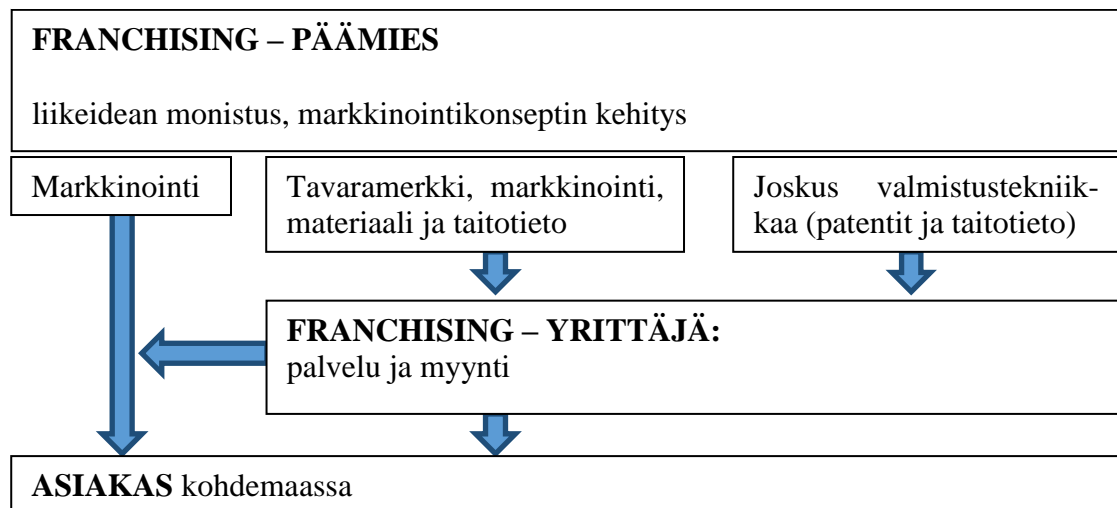 FRANCHISING – PÄÄMIES
liikeidean monistus, markkinointikonseptin kehitys
Markkinointi
Tavaramerkki, markkinointi,
materiaali ja taitotieto
Joskus valmistustekniik-
kaa (patentit ja taitotieto)
FRANCHISING – YRITTÄJÄ:
palvelu ja myynti
ASIAKAS kohdemaassa